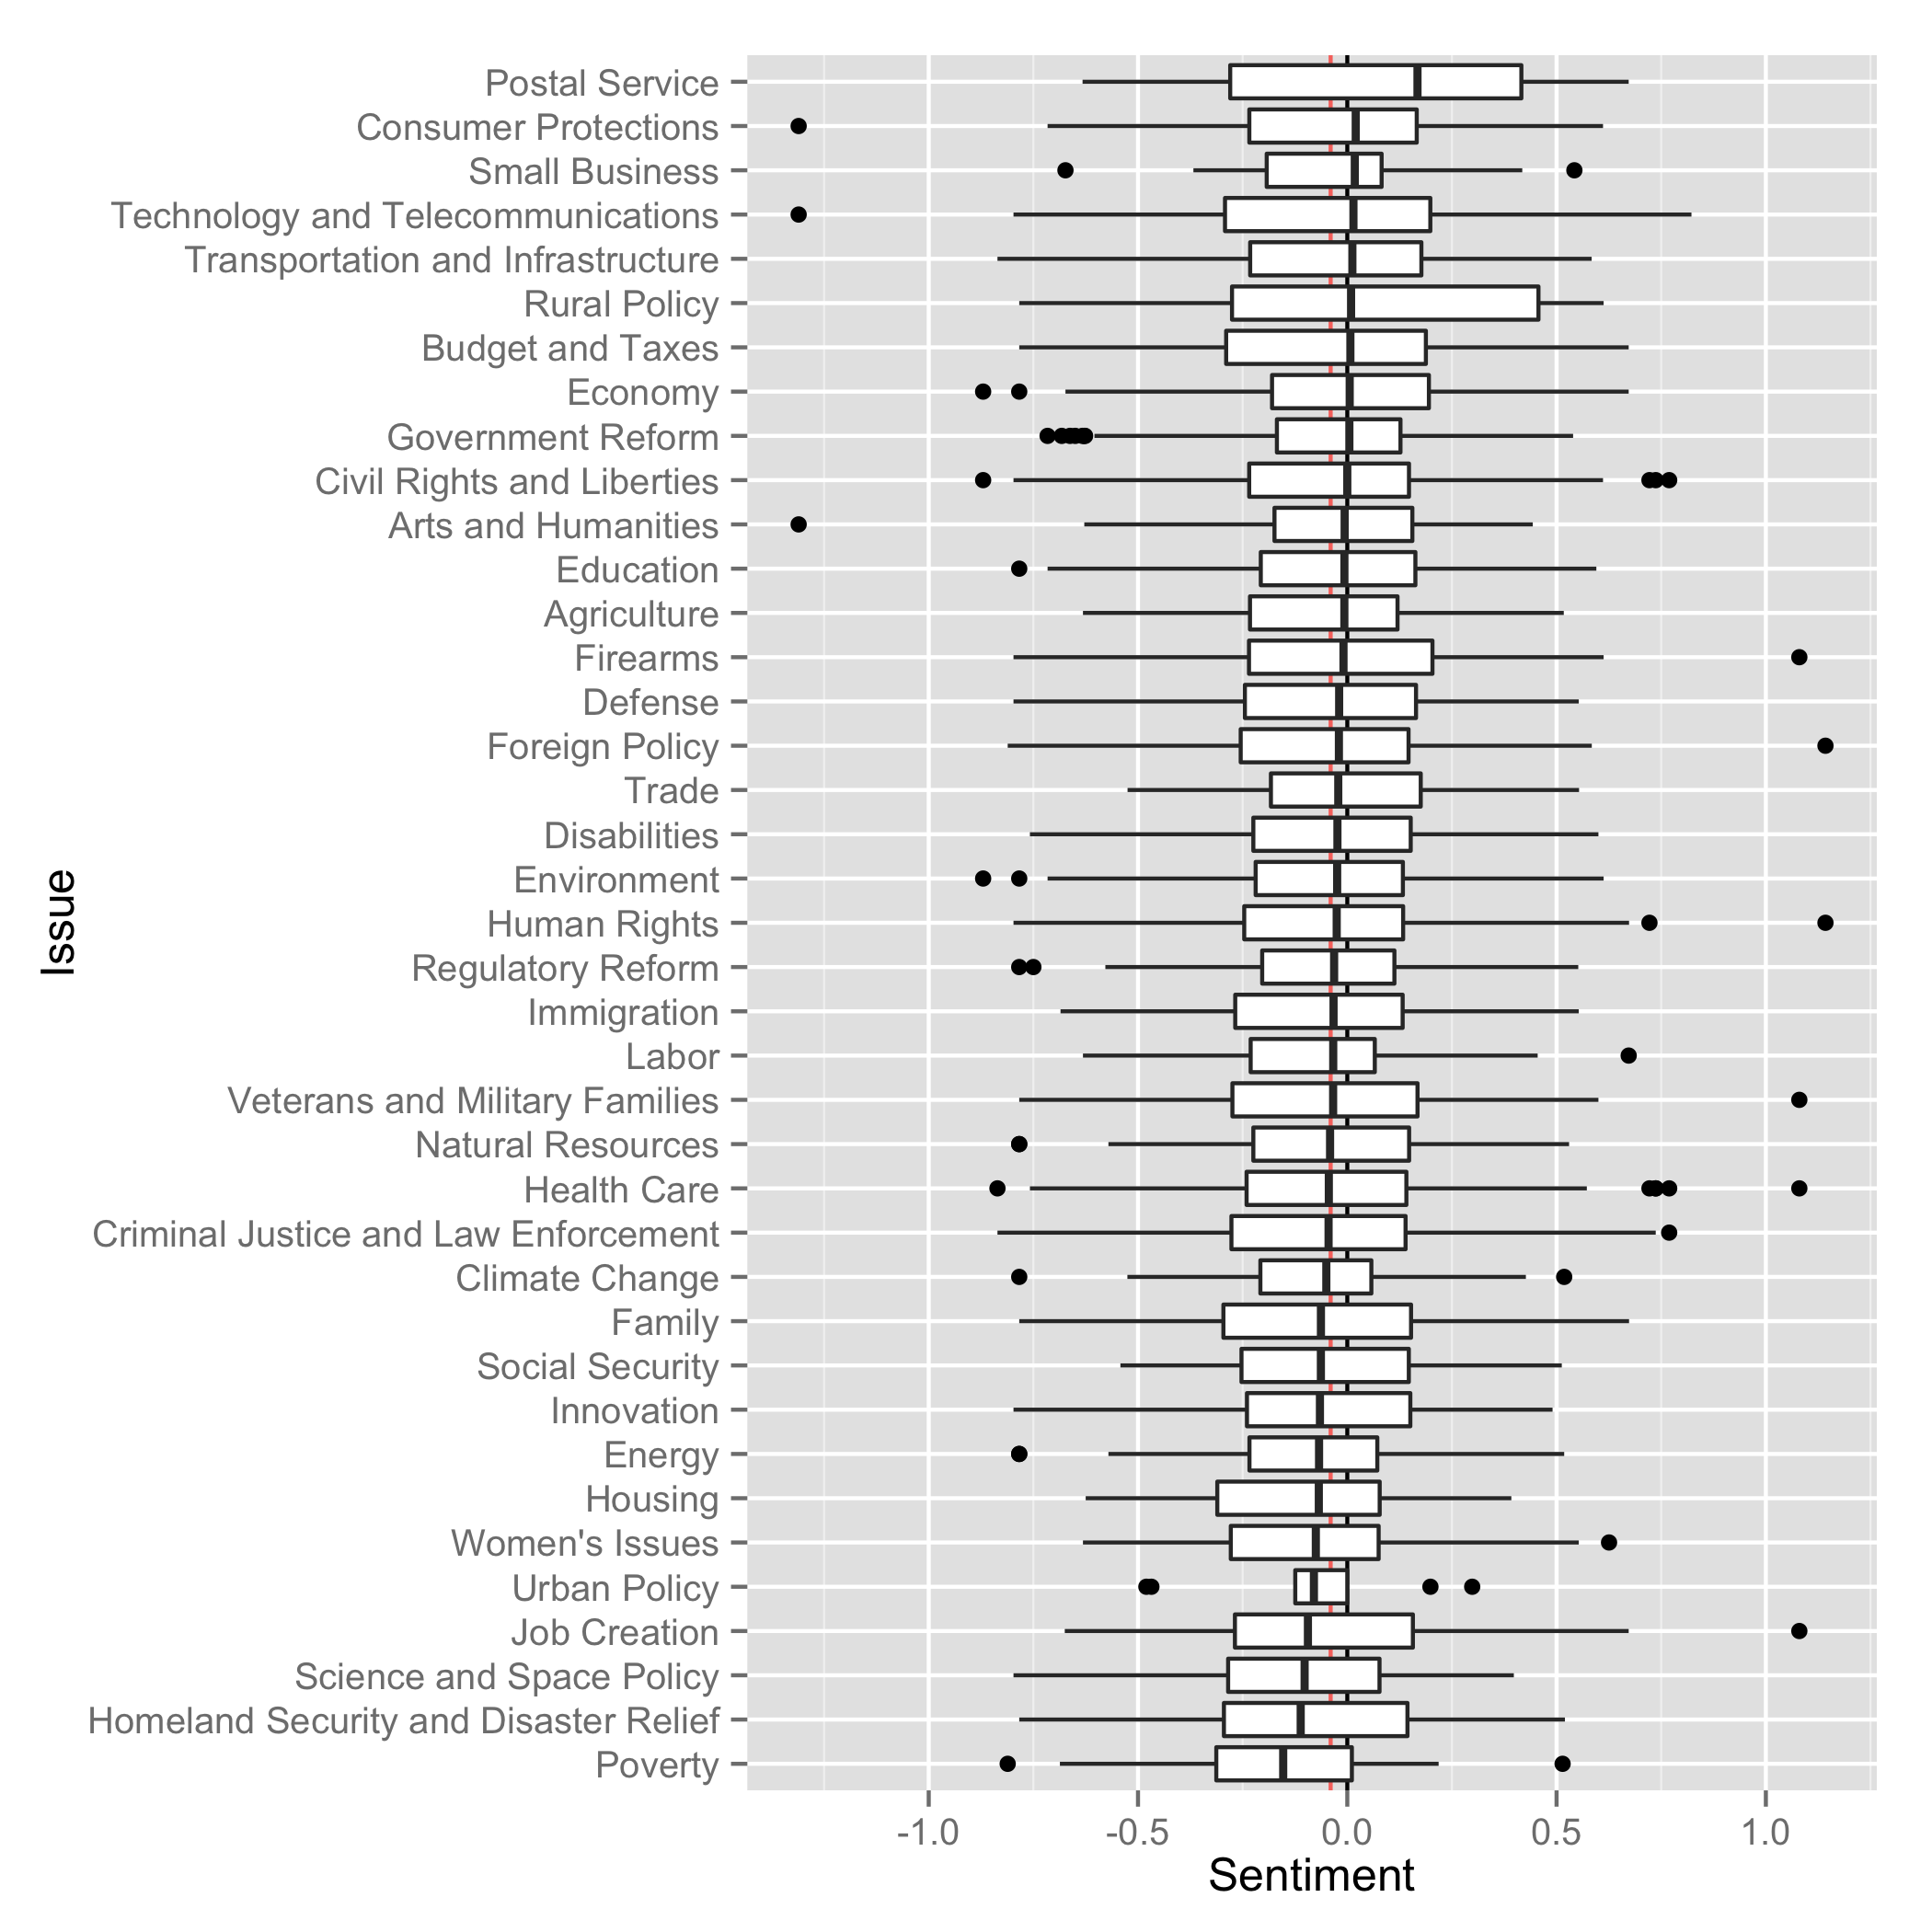 Postal Service
Consumer Protections
Small Business
Technology and Telecommunications
Transportation and Infrastructure
Rural Policy
Budget and Taxes
Economy
Government Reform
Civil Rights and Liberties
Arts and Humanities
Education
Agriculture
Firearms
Defense
Foreign Policy
Trade
Disabilities
Environment
Human Rights
Regulatory Reform
Immigration
Labor
Veterans and Military Families
Natural Resources
Health Care
Criminal Justice and Law Enforcement
Climate Change
Family
Social Security
Innovation
Energy
Housing
Women's Issues
Urban Policy
Job Creation
Science and Space Policy
Homeland Security and Disaster Relief
Poverty
Issue
-1.0 -0.5 0.0 0.5 1.0
Sentiment